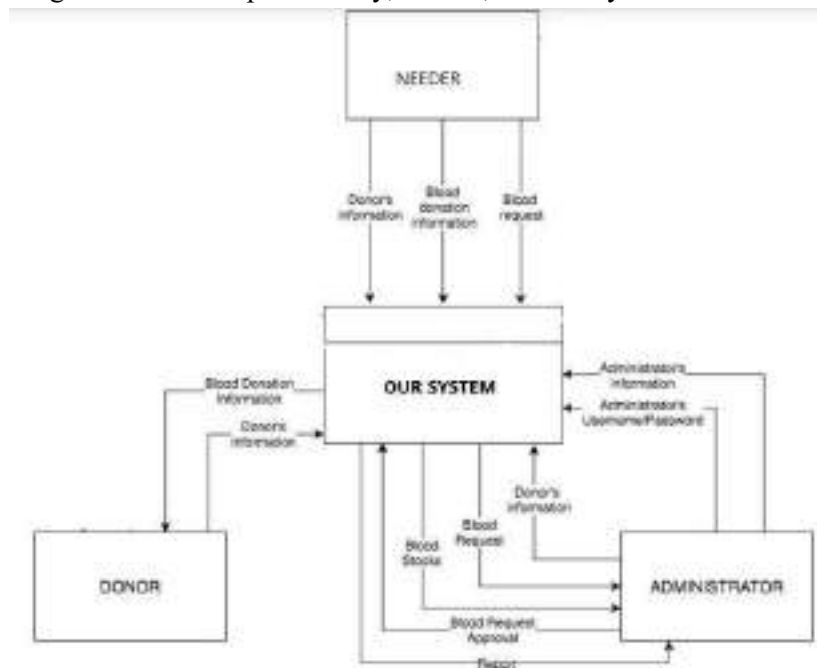 NEEDER
Donor's
information
Blood
donation
information
Blood
request
OUR SYSTEM
Blood Donation
Information
Donor's
information
Administrator's
information
Administrator's
Username/Password
Donor's
information
Blood
Request
Blood
Stocks
DONOR
ADMINISTRATOR
Blood Request
Approval
Report